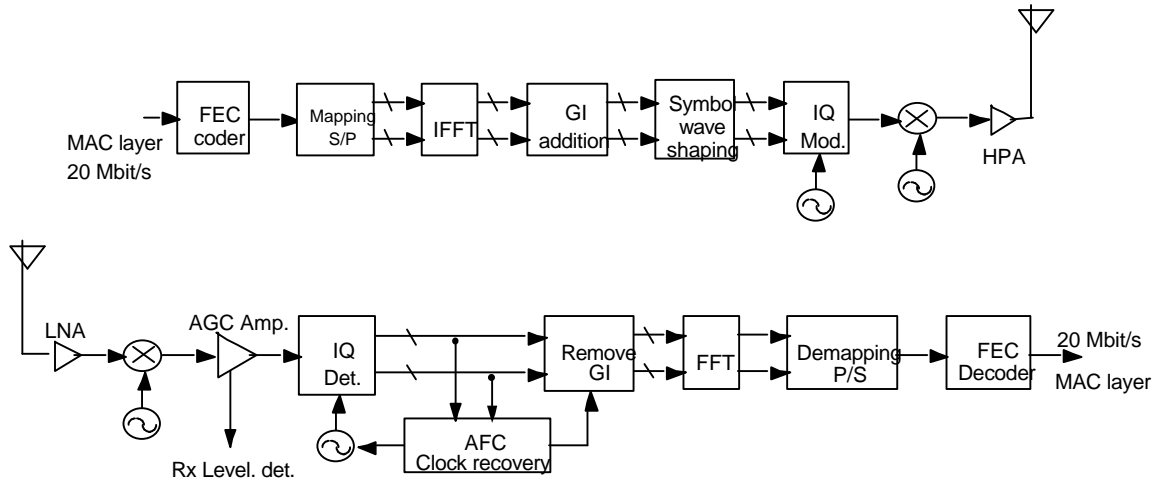 FEC
coder
MAC layer
20 Mbit/s
Mapping
S/P
IFFT
GI
addition
Symbol
wave
shaping
IQ
Mod.
HPA
LNA
AGC Amp.
Rx Level. det.
IQ
Det.
AFC
Clock recovery
Remove
GI
FFT
Demapping
P/S
FEC
Decoder
20 Mbit/s
MAC layer